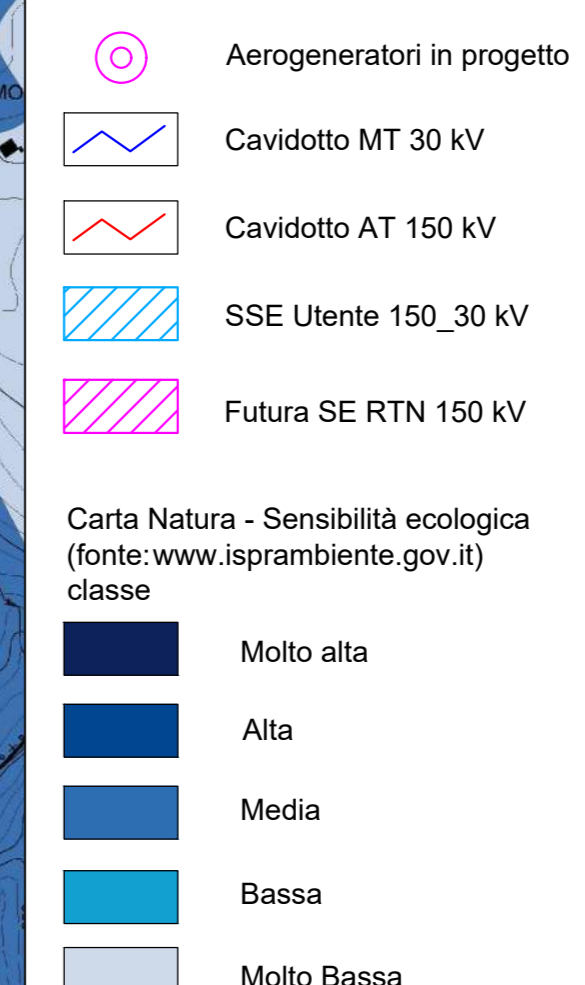 MO
Aerogeneratori in progetto
Cavidotto MT 30 kV
Cavidotto AT 150 kV
SSE Utente 150_30 kV
Futura SE RTN 150 kV
Carta Natura - Sensibilità ecologica
(fonte:www.isprambiente.gov.it)
classe
Molto alta
Alta
Media
Bassa
Molto Bassa